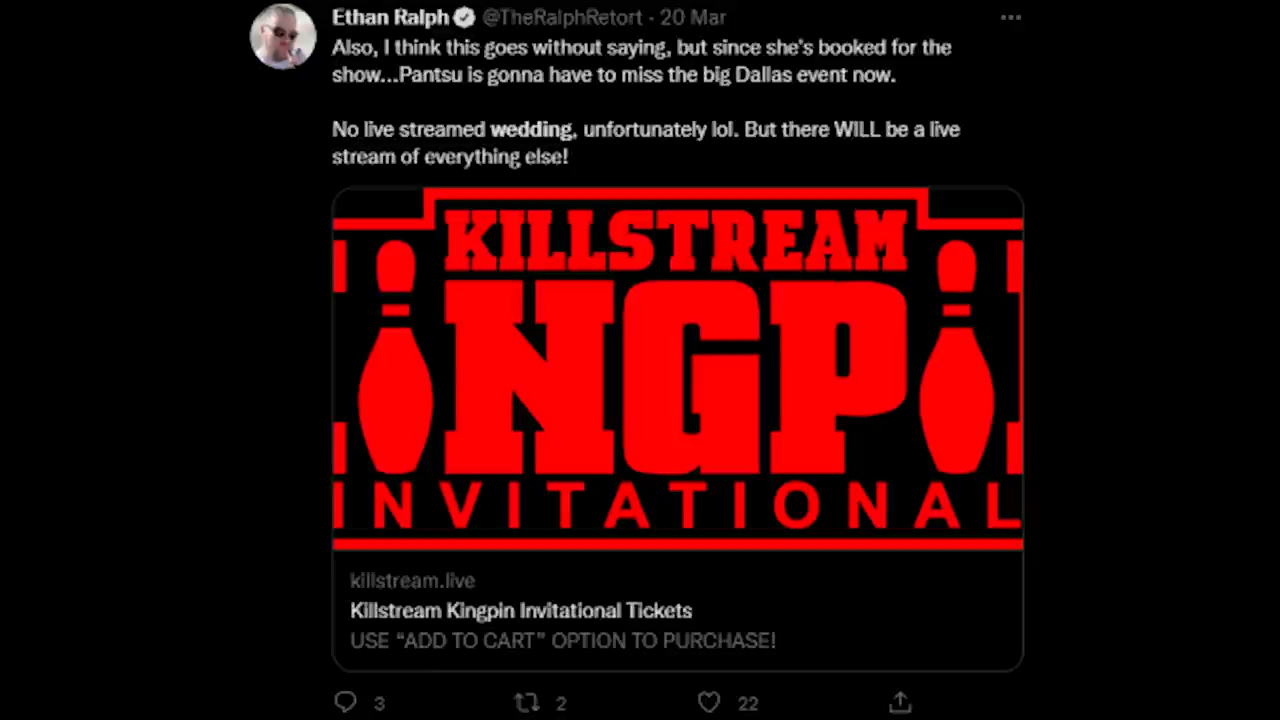 Ethan Ralph @TheRalphRetort · 20 Mar
Also, I think this goes without saying, but since she's booked for the
show...Pantsu is gonna have to miss the big Dallas event now.
No live streamed wedding, unfortunately lol. But there WILL be a live
stream of everything else!
KILLSTREAM
NGP
INVITATIONAL
killstream.live
Killstream Kingpin Invitational Tickets
USE “ADD TO CART” OPTION TO PURCHASE!
3 2 22